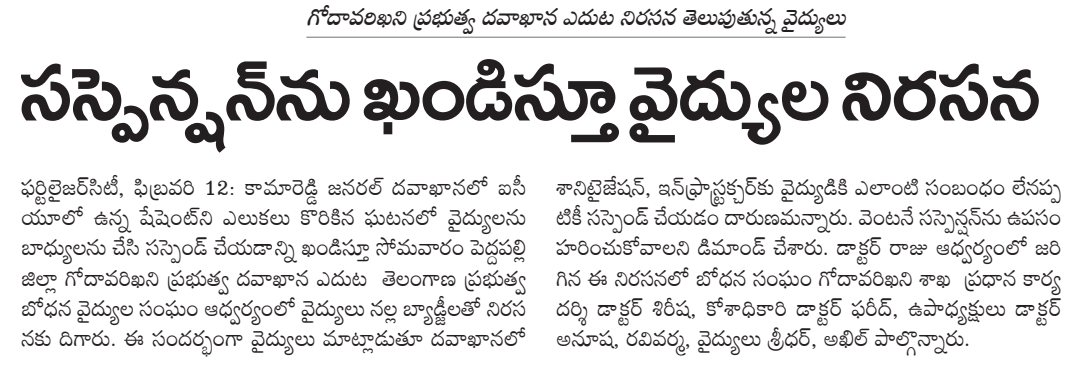 గోదావరిఖని ప్రభుత్వ దవాఖాన ఎదుట నిరసన తెలుపుతున్న వైద్యులు
సస్పెన్షన్‌ను ఖండిస్తూ వైద్యుల నిరసన
ఫర్టిలైజర్‌సిటీ, ఫిబ్రవరి 12: కామారెడ్డి జనరల్ దవాఖానలో ఐసీ
యూలో ఉన్న షేషెంట్‌ని ఎలుకలు కొరికిన ఘటనలో వైద్యులను
బాధ్యులను చేసి సస్పెండ్ చేయడాన్ని ఖండిస్తూ సోమవారం పెద్దపల్లి
జిల్లా గోదావరిఖని ప్రభుత్వ దవాఖాన ఎదుట తెలంగాణ ప్రభుత్వ
బోధన వైద్యుల సంఘం ఆధ్వర్యంలో వైద్యులు నల్ల బ్యాడ్జీలతో నిరస
నకు దిగారు. ఈ సందర్భంగా వైద్యులు మాట్లాడుతూ దవాఖానలో
శానిటైజేషన్, ఇన్‌ఫ్రాస్ట్రక్చర్‌కు వైద్యుడికి ఎలాంటి సంబంధం లేనప్ప
టికీ సస్పెండ్ చేయడం దారుణమన్నారు. వెంటనే సస్పెన్షన్‌ను ఉపసం
హరించుకోవాలని డిమాండ్ చేశారు. డాక్టర్ రాజు ఆధ్వర్యంలో జరి
గిన ఈ నిరసనలో బోధన సంఘం గోదావరిఖని శాఖ ప్రధాన కార్య
దర్శి డాక్టర్ శిరీష, కోశాధికారి డాక్టర్ ఫరీద్, ఉపాధ్యక్షులు డాక్టర్
అనూష, రవివర్మ, వైద్యులు శ్రీధర్, అఖిల్ పాల్గొన్నారు.